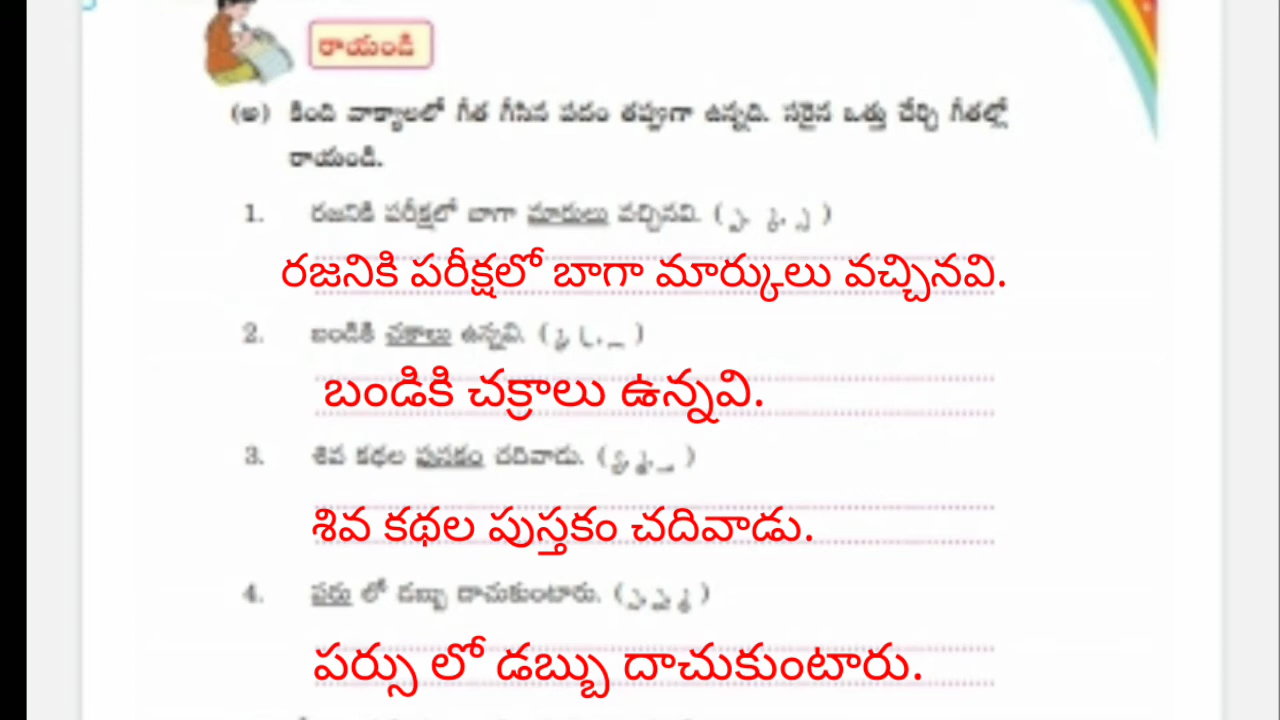 రాయండి
(అ) కింది వాక్యాలలో గీత గీసిన పదం తప్పుగా ఉన్నది. సరైన ఒత్తు చేర్చి గీతల్లో
రాయండి.
1. రజనికి పరీక్షలో బాగా మారులు వచ్చినవి.
రజనికి పరీక్షలో బాగా మార్కులు వచ్చినవి.
2. బండికి చకాలు ఉన్నవి.
బండికి చక్రాలు ఉన్నవి.
3. శివ కథల పుసకం చదివాడు.
శివ కథల పుస్తకం చదివాడు.
4. పరు లో డబ్బు దాచుకుంటారు.
పర్సు లో డబ్బు దాచుకుంటారు.